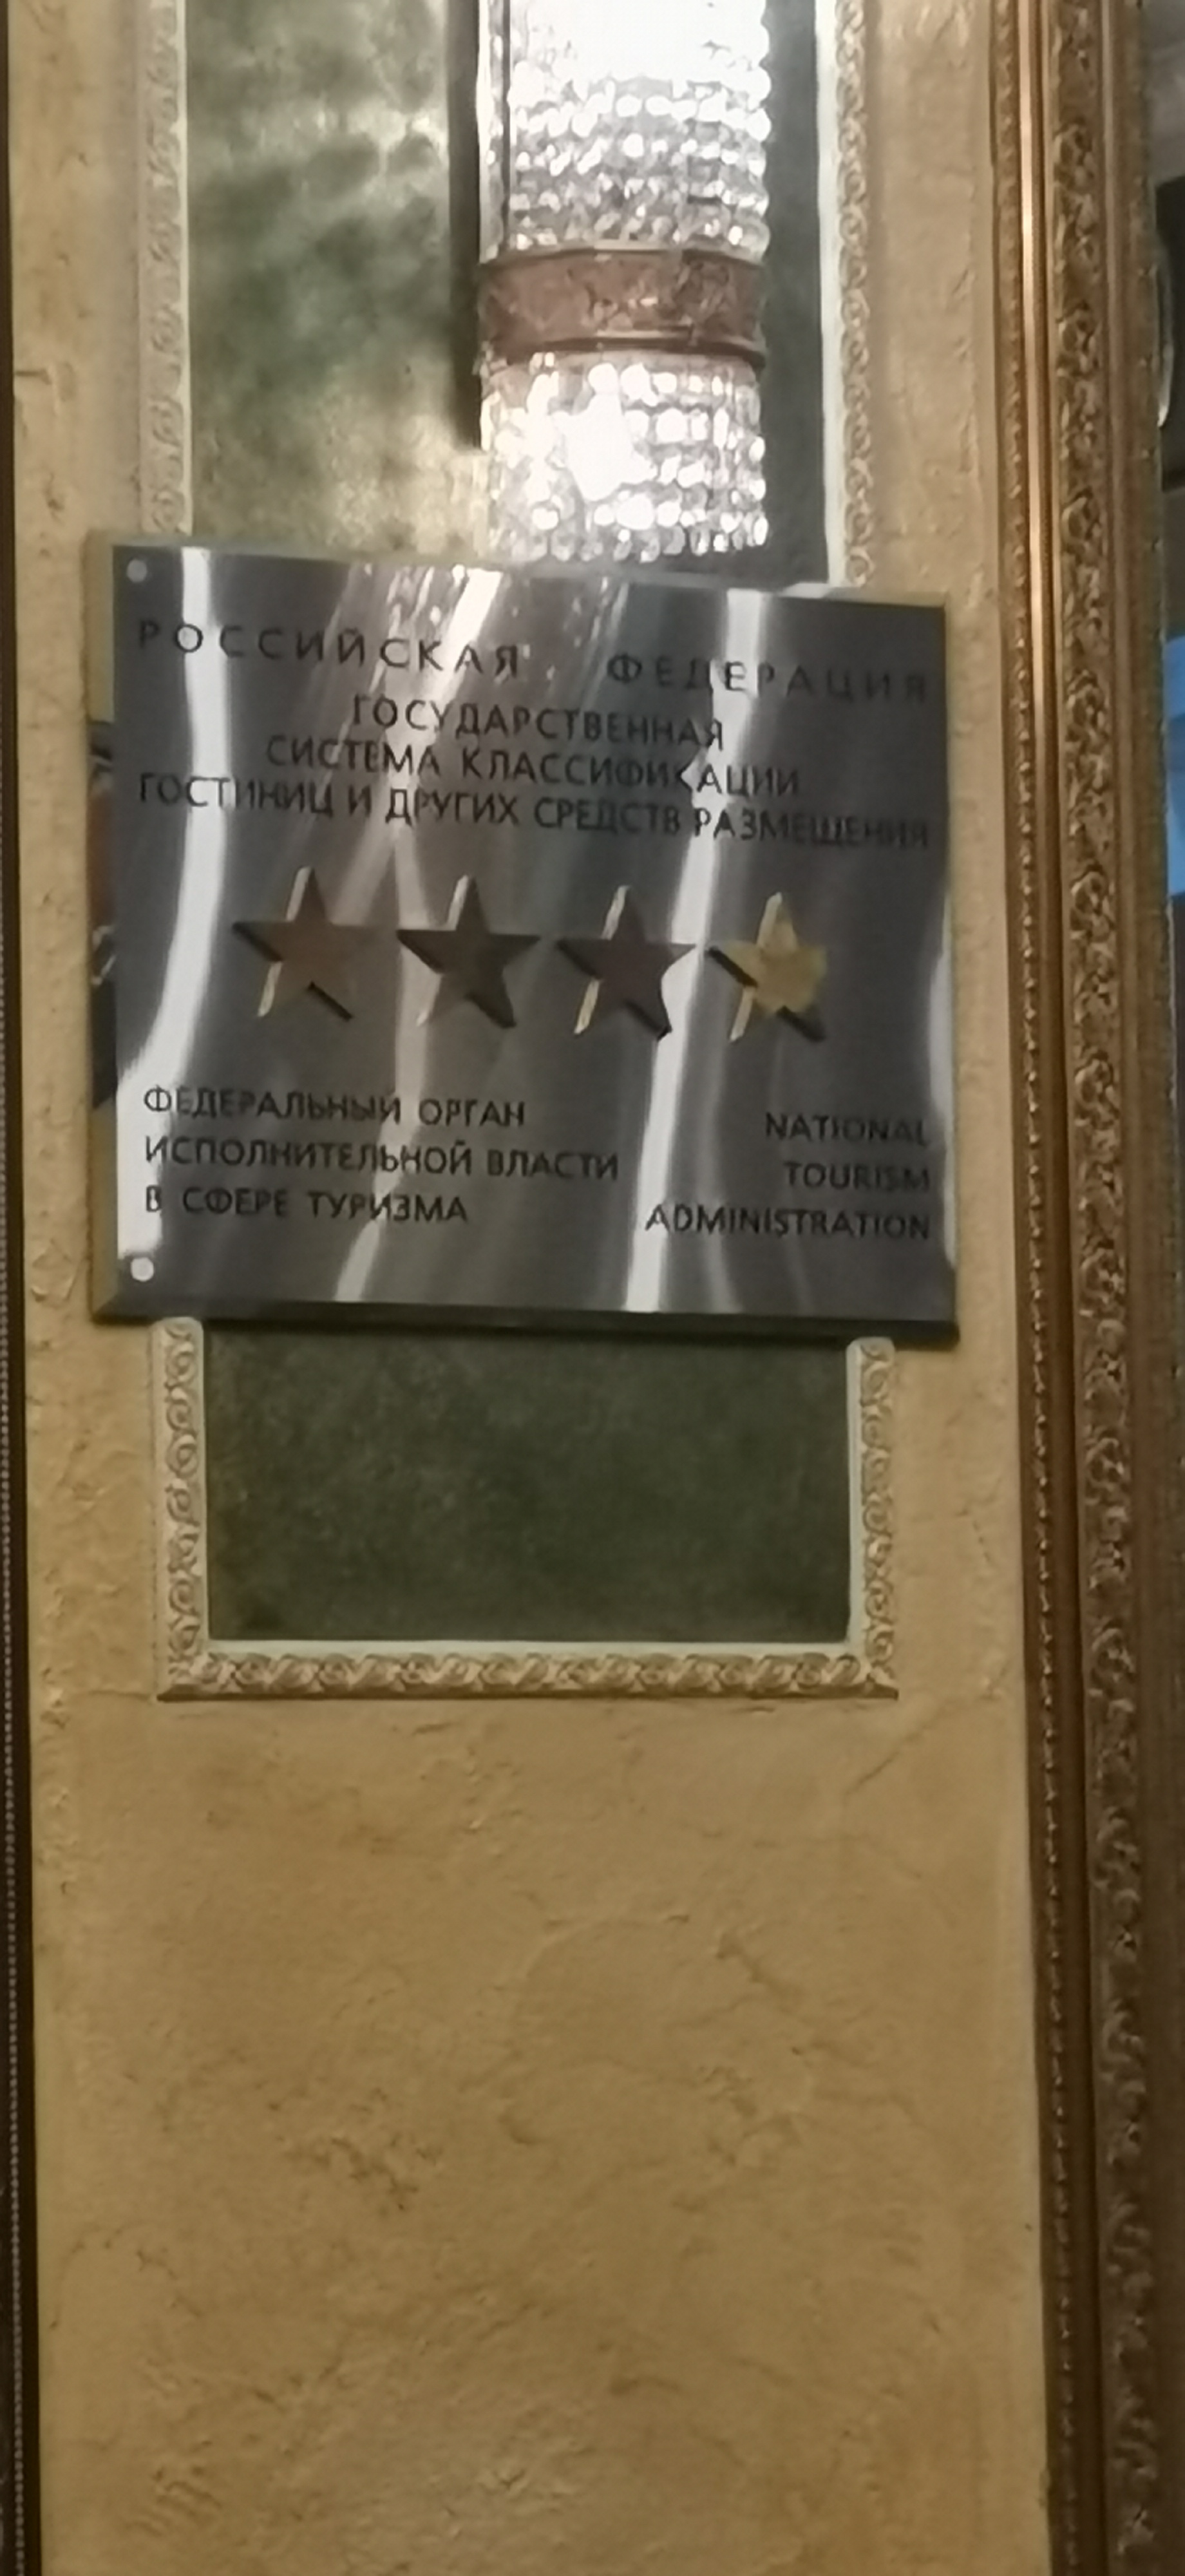 РОССИЙСКАЯ ФЕДЕРАЦИЯ
ГОСУДАРСТВЕННАЯ
СИСТЕМА КЛАССИФИКАЦИИ
ГОСТИНИЦ И ДРУГИХ СРЕДСТВ РАЗМЕЩЕНИЯ
ФЕДЕРАЛЬНЫЙ ОРГАН
ИСПОЛНИТЕЛЬНОЙ ВЛАСТИ
В СФЕРЕ ТУРИЗМА
NATIONAL
TOURISM
ADMINISTRATION